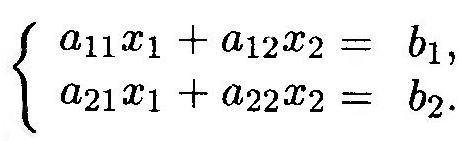 a₁₁x₁ + a₁₂x₂ = b₁,
a₂₁x₁ + a₂₂x₂ = b₂.